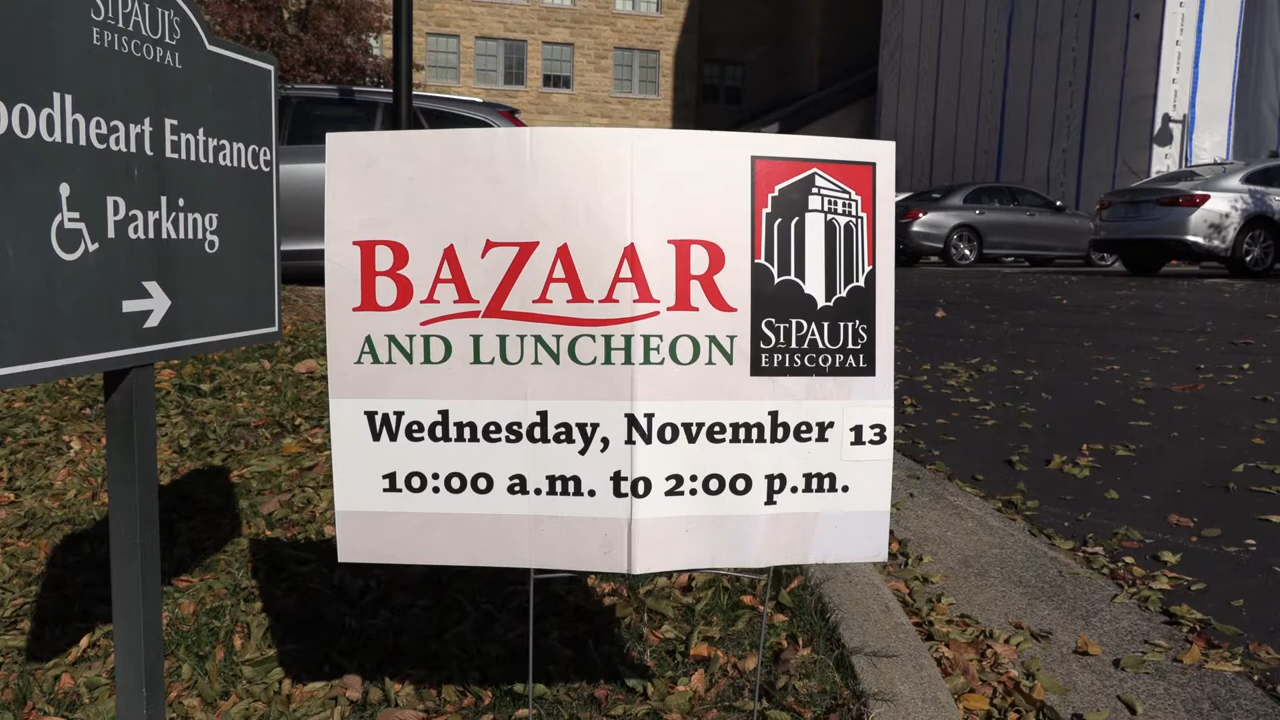 ST PAUL'S
EPISCOPAL
Entrance
Parking
BAZAAR
AND LUNCHEON
ST PAUL'S
EPISCOPAL
Wednesday, November 13
10:00 a.m. to 2:00 p.m.